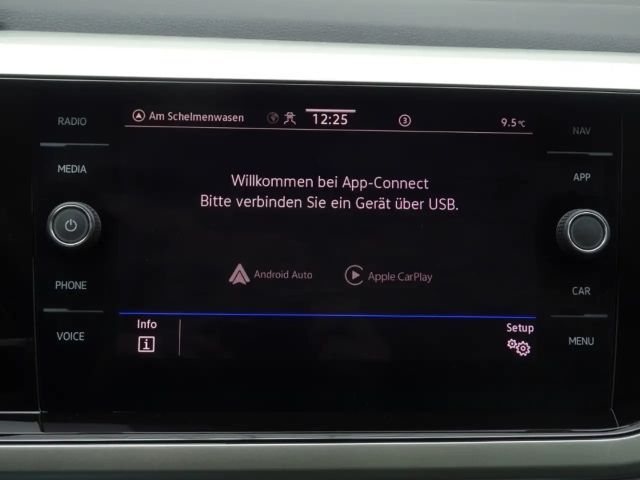 RADIO
MEDIA
PHONE
VOICE
Am Schelmenwasen
12:25
3
9.5°C
Willkommen bei App-Connect
Bitte verbinden Sie ein Gerät über USB.
Android Auto
Apple CarPlay
Info
i
Setup
NAV
APP
CAR
MENU